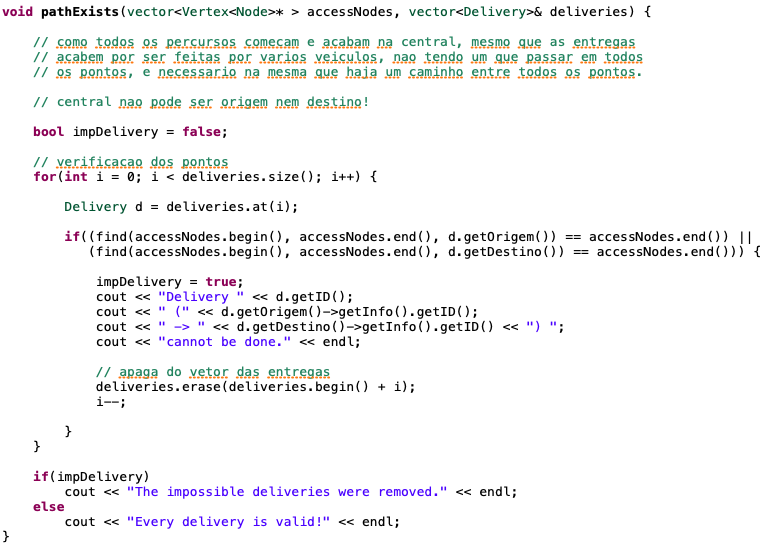 void pathExists(vector<Vertex<Node>* > accessNodes, vector<Delivery>& deliveries) {
// como todos os percursos comecam e acabam na central, mesmo que as entregas
// acabem por ser feitas por varios veiculos, nao tendo um que passar em todos
// os pontos, e necessario na mesma que haja um caminho entre todos os pontos.
// central nao pode ser origem nem destino!
bool impDelivery = false;
// verificacao dos pontos
for(int i = 0; i < deliveries.size(); i++) {
Delivery d = deliveries.at(i);
if((find(accessNodes.begin(), accessNodes.end(), d.getOrigem()) == accessNodes.end()) ||
(find(accessNodes.begin(), accessNodes.end(), d.getDestino()) == accessNodes.end())) {
impDelivery = true;
cout << "Delivery " << d.getID();
cout << " (" << d.getOrigem()->getInfo().getID();
cout << " -> " << d.getDestino()->getInfo().getID() << ") ";
cout << "cannot be done." << endl;
// apaga do vetor das entregas
deliveries.erase(deliveries.begin() + i);
i--;
}
}
if(impDelivery)
cout << "The impossible deliveries were removed." << endl;
else
cout << "Every delivery is valid!" << endl;
}